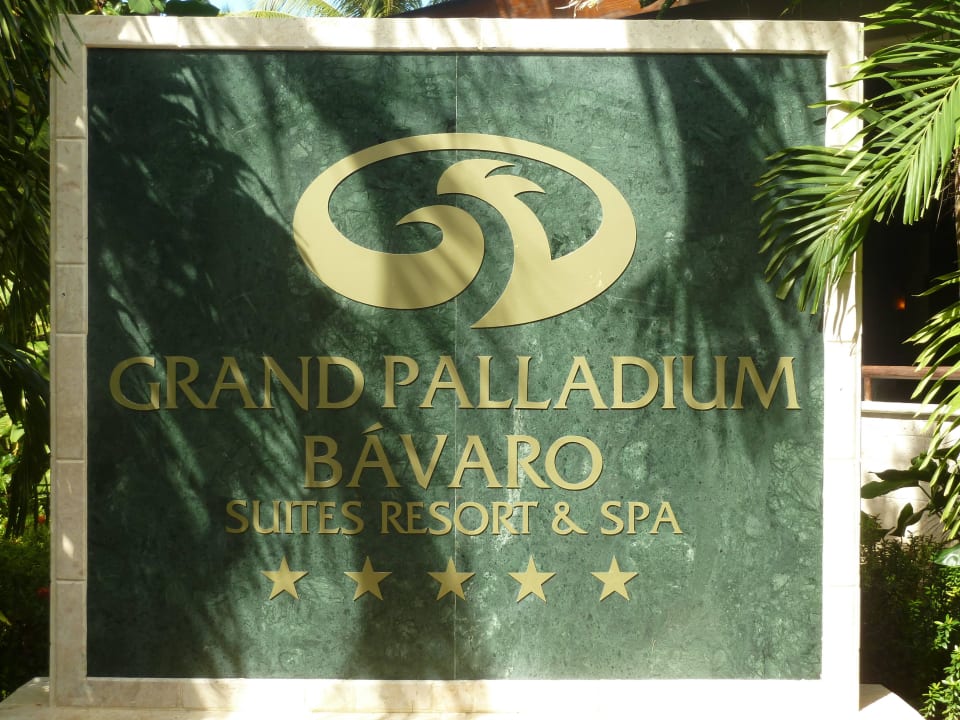 GRAND PALLADIUM
BÁVARO
SUITES RESORT & SPA